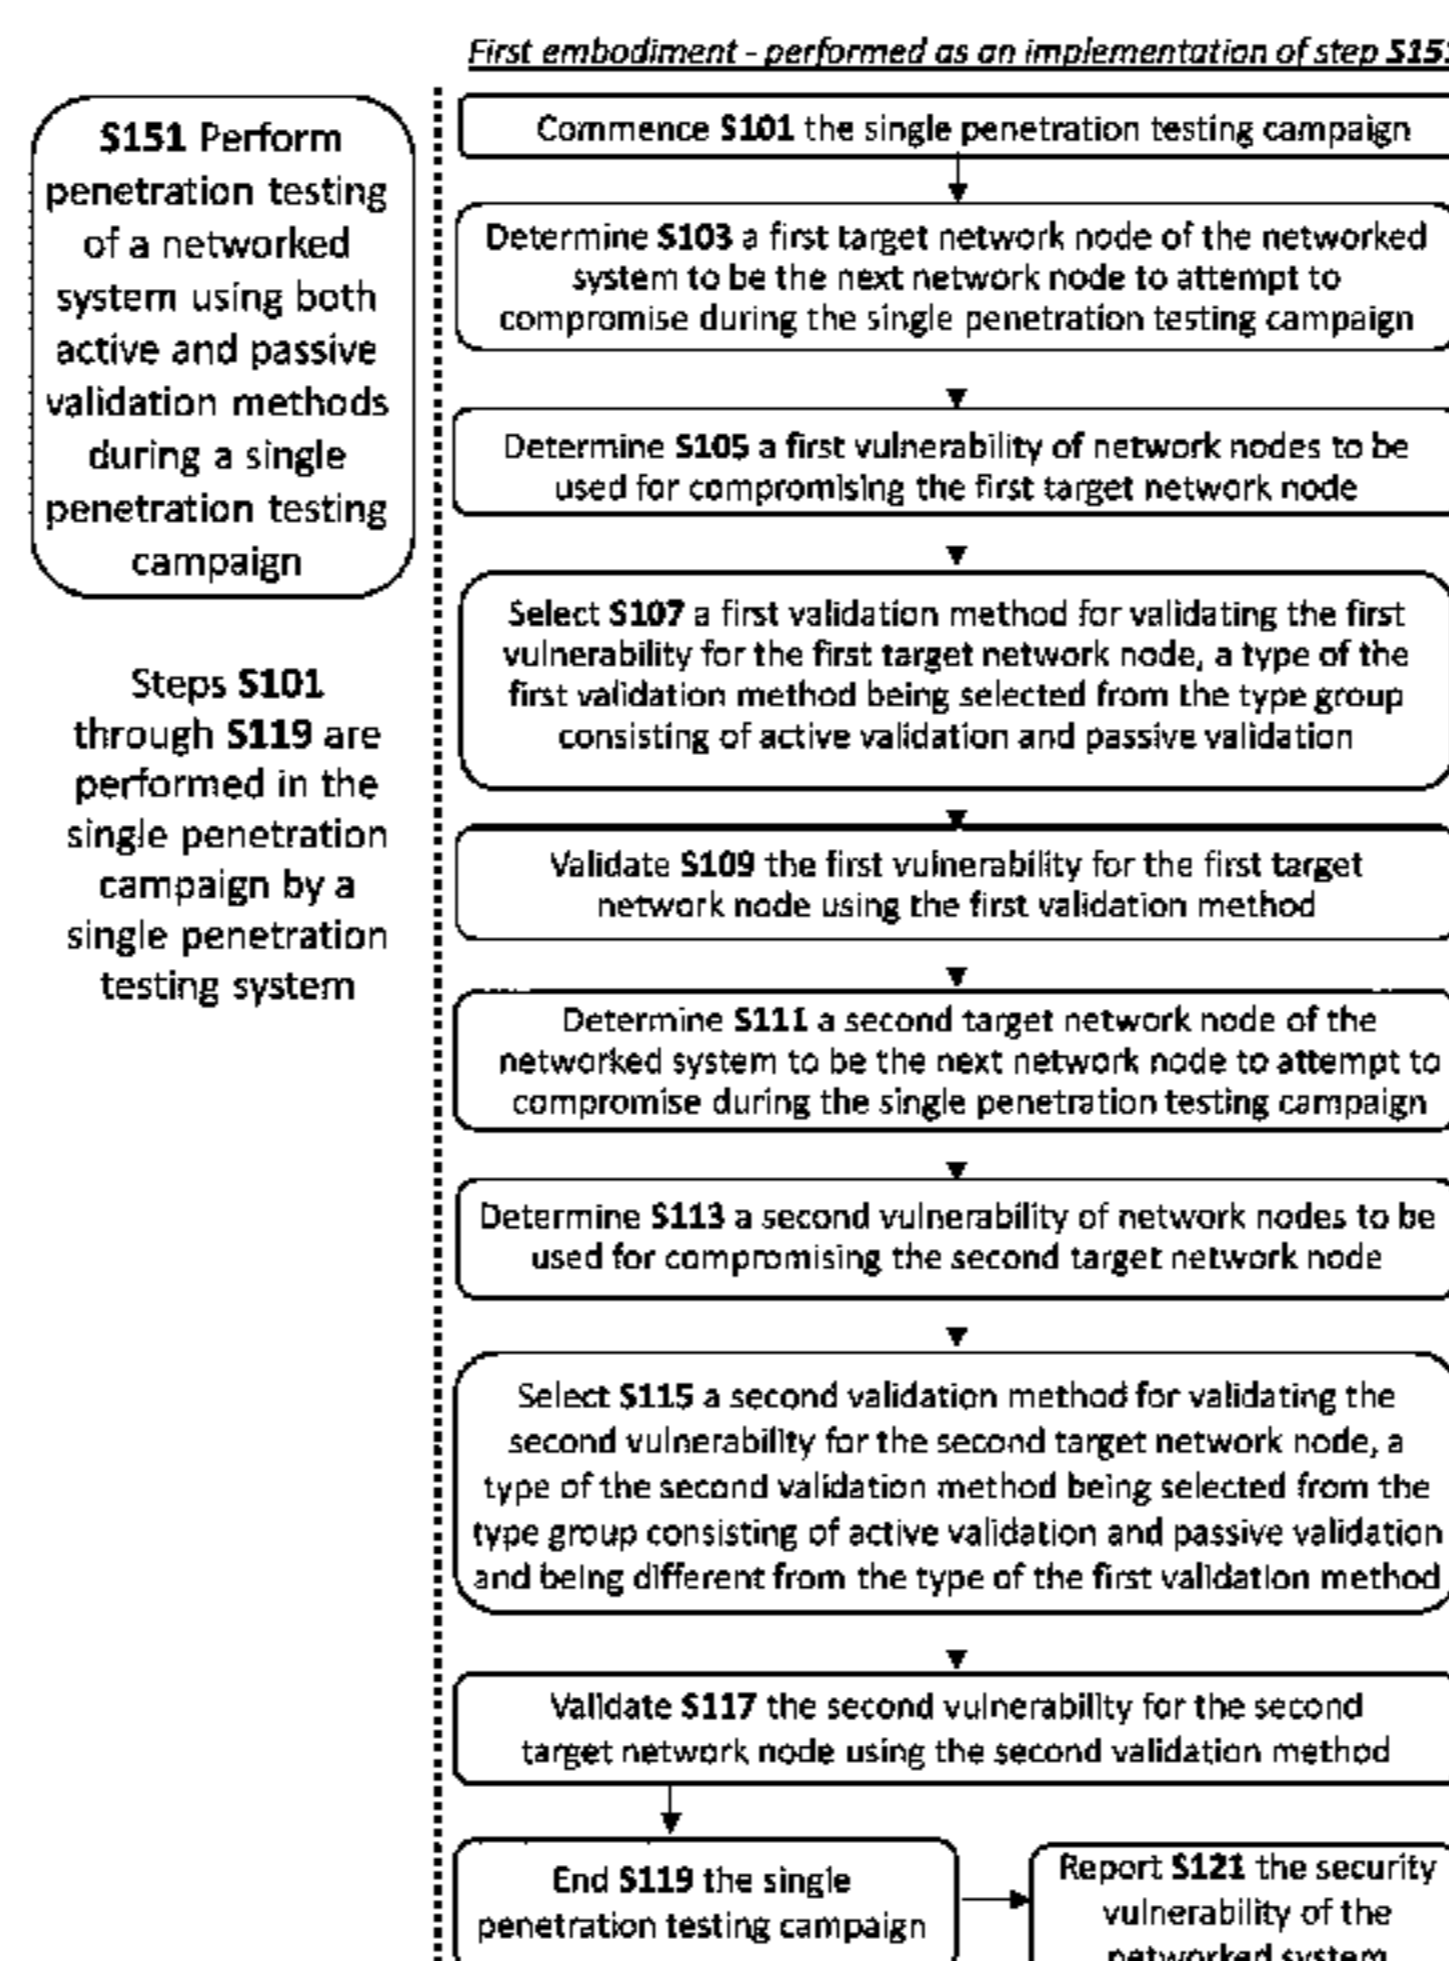 First embodiment - performed as an implementation of step S151
S151 Perform
penetration testing
of a networked
system using both
active and passive
validation methods
during a single
penetration testing
campaign
Steps S101
through S119 are
performed in the
single penetration
campaign by a
single penetration
testing system
Commence S101 the single penetration testing campaign
Determine S103 a first target network node of the networked
system to be the next network node to attempt to
compromise during the single penetration testing campaign
Determine S105 a first vulnerability of network nodes to be
used for compromising the first target network node
Select S107 a first validation method for validating the first
vulnerability for the first target network node, a type of the
first validation method being selected from the type group
consisting of active validation and passive validation
Validate S109 the first vulnerability for the first target
network node using the first validation method
Determine S111 a second target network node of the
networked system to be the next network node to attempt to
compromise during the single penetration testing campaign
Determine S113 a second vulnerability of network nodes to be
used for compromising the second target network node
Select S115 a second validation method for validating the
second vulnerability for the second target network node, a
type of the second validation method being selected from the
type group consisting of active validation and passive validation
and being different from the type of the first validation method
Validate S117 the second vulnerability for the second
target network node using the second validation method
End S119 the single
penetration testing campaign
Report S121 the security
vulnerability of the
networked system